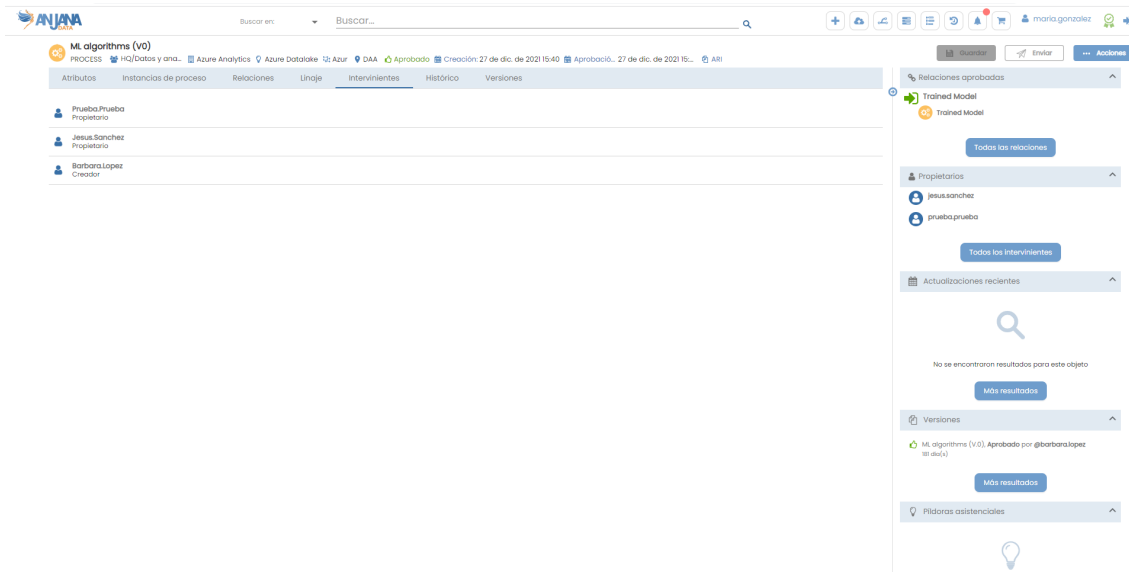 ANJANA
DATA
Buscar en:
Buscar...
maria.gonzalez
ML algorithms (V0)
PROCESS HQ/Datos y ana... Azure Analytics Azure Datalake Azur DAA Aprobado Creación: 27 de dic. de 2021 15:40 Aprobació... 27 de dic. de 2021 15:... ARI
Guardar
Enviar
Acciones
Atributos Instancias de proceso Relaciones Linaje Intervinientes Histórico Versiones
Prueba.Prueba
Propietario
Jesus.Sanchez
Propietario
Barbara.Lopez
Creador
Relaciones aprobadas
Trained Model
Trained Model
Todas las relaciones
Propietarios
jesus.sanchez
prueba.prueba
Todos los intervinientes
Actualizaciones recientes
No se encontraron resultados para este objeto
Más resultados
Versiones
ML algorithms (V.0), Aprobado por @barbara.lopez
181 día(s)
Más resultados
Píldoras asistenciales